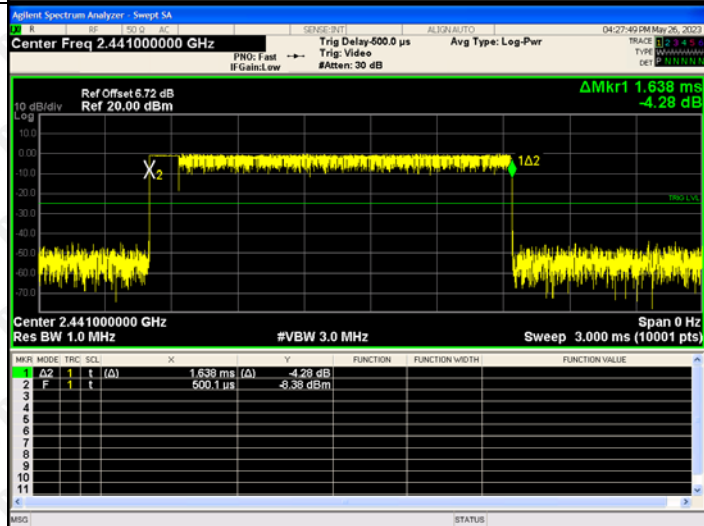 Agilent Spectrum Analyzer - Swept SA
R RF 50 Ω AC SENSE:INT ALIGNAUTO 04:27:49 PM May 26, 2023
Center Freq 2.441000000 GHz
PNO: Fast
IFGain:Low
Trig Delay-500.0 µs
Trig: Video
#Atten: 30 dB
Avg Type: Log-Pwr
TRACE 1 2 3 4 5 6
TYPE
DET P N N N N N
ΔMkr1 1.638 ms
-4.28 dB
Ref Offset 6.72 dB
10 dB/div Ref 20.00 dBm
Log
10.0
0.00
-10.0
-20.0
-30.0
-40.0
-50.0
-60.0
-70.0
X2
1Δ2
TRIG LVL
Center 2.441000000 GHz Span 0 Hz
Res BW 1.0 MHz #VBW 3.0 MHz Sweep 3.000 ms (10001 pts)
MKR MODE TRC SCL X Y FUNCTION FUNCTION WIDTH FUNCTION VALUE
1 Δ2 1 t (Δ) 1.638 ms (Δ) -4.28 dB
2 F 1 t 500.1 µs -8.38 dBm
3
4
5
6
7
8
9
10
11
MSG STATUS